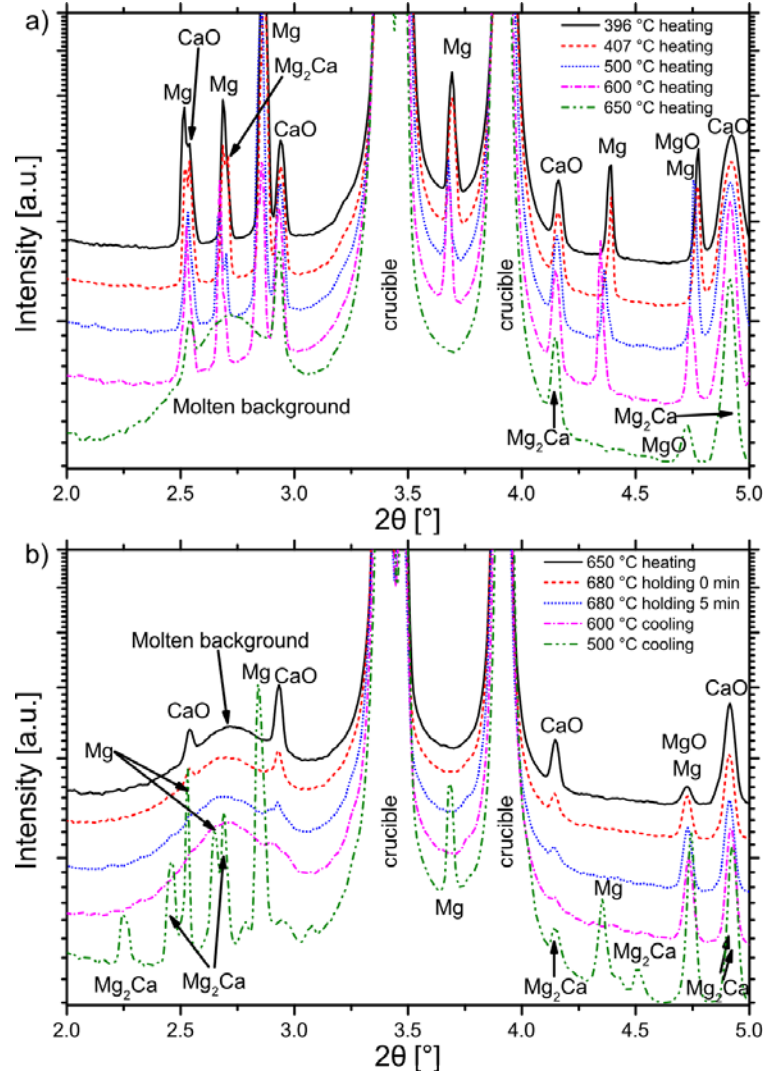 a)
Mg
CaO
Mg
Mg₂Ca
Mg
CaO
Mg
396 °C heating
407 °C heating
500 °C heating
600 °C heating
650 °C heating
CaO
Mg
MgO
Mg
CaO
crucible
crucible
Molten background
Mg₂Ca
Mg₂Ca
MgO
Intensity [a.u.]
2.0 2.5 3.0 3.5 4.0 4.5 5.0
2θ [°]
b)
650 °C heating
680 °C holding 0 min
680 °C holding 5 min
600 °C cooling
500 °C cooling
Molten background
Mg
CaO
CaO
Mg
CaO
MgO
Mg
CaO
crucible
crucible
Mg
Mg
Mg₂Ca
Mg₂Ca
Mg₂Ca
Mg₂Ca
Mg₂Ca
Intensity [a.u.]
2.0 2.5 3.0 3.5 4.0 4.5 5.0
2θ [°]